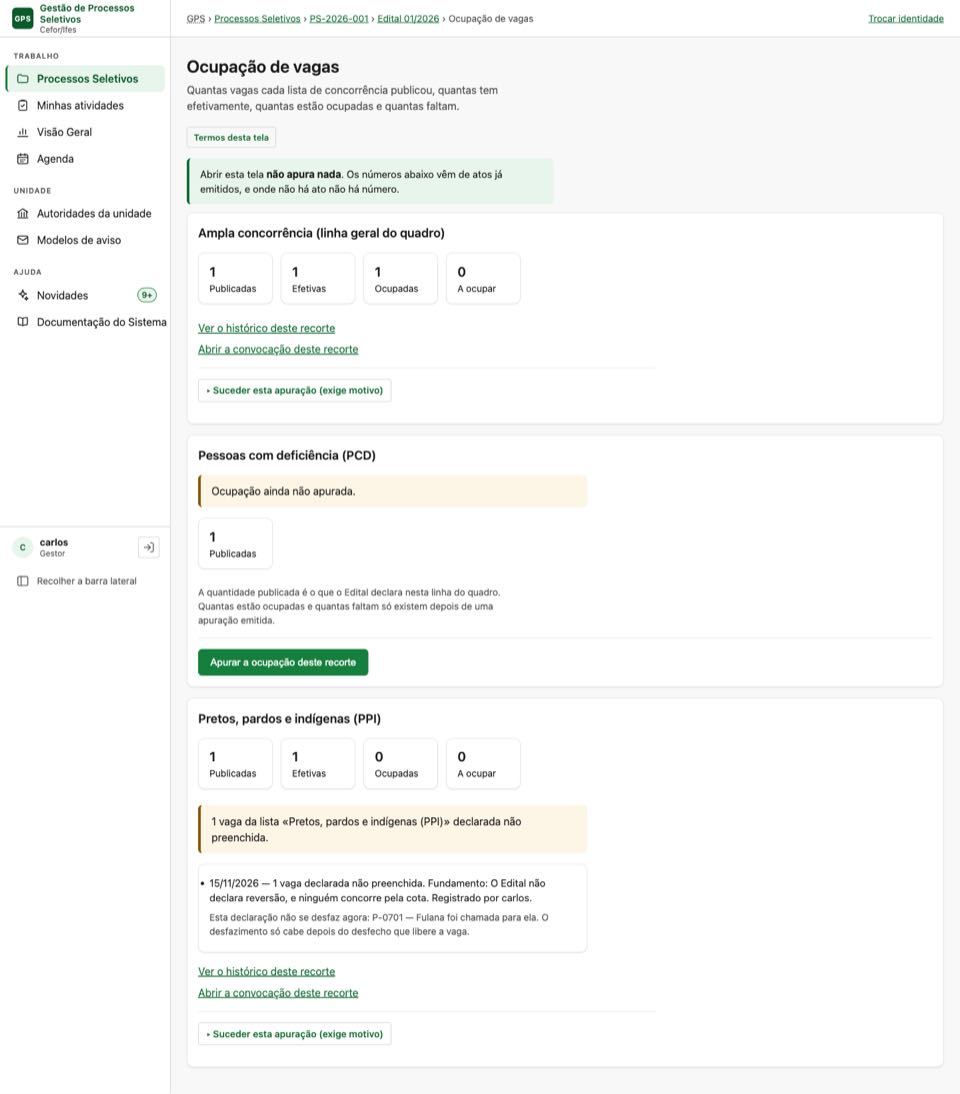 GPS
Gestão de Processos
Seletivos
Cefor/Ifes
GPS › Processos Seletivos › PS-2026-001 › Edital 01/2026 › Ocupação de vagas
Trocar identidade
TRABALHO
Processos Seletivos
Minhas atividades
Visão Geral
Agenda
UNIDADE
Autoridades da unidade
Modelos de aviso
AJUDA
Novidades
9+
Documentação do Sistema
C
carlos
Gestor
Recolher a barra lateral
Ocupação de vagas
Quantas vagas cada lista de concorrência publicou, quantas tem
efetivamente, quantas estão ocupadas e quantas faltam.
Termos desta tela
Abrir esta tela não apura nada. Os números abaixo vêm de atos já
emitidos, e onde não há ato não há número.
Ampla concorrência (linha geral do quadro)
1 1 1 0
Publicadas Efetivas Ocupadas A ocupar
Ver o histórico deste recorte
Abrir a convocação deste recorte
▸ Suceder esta apuração (exige motivo)
Pessoas com deficiência (PCD)
Ocupação ainda não apurada.
1
Publicadas
A quantidade publicada é o que o Edital declara nesta linha do quadro.
Quantas estão ocupadas e quantas faltam só existem depois de uma
apuração emitida.
Apurar a ocupação deste recorte
Pretos, pardos e indígenas (PPI)
1 1 0 0
Publicadas Efetivas Ocupadas A ocupar
1 vaga da lista «Pretos, pardos e indígenas (PPI)» declarada não
preenchida.
• 15/11/2026 — 1 vaga declarada não preenchida. Fundamento: O Edital não
declara reversão, e ninguém concorre pela cota. Registrado por carlos.
Esta declaração não se desfaz agora: P-0701 — Fulana foi chamada para ela. O
desfazimento só cabe depois do desfecho que libere a vaga.
Ver o histórico deste recorte
Abrir a convocação deste recorte
▸ Suceder esta apuração (exige motivo)